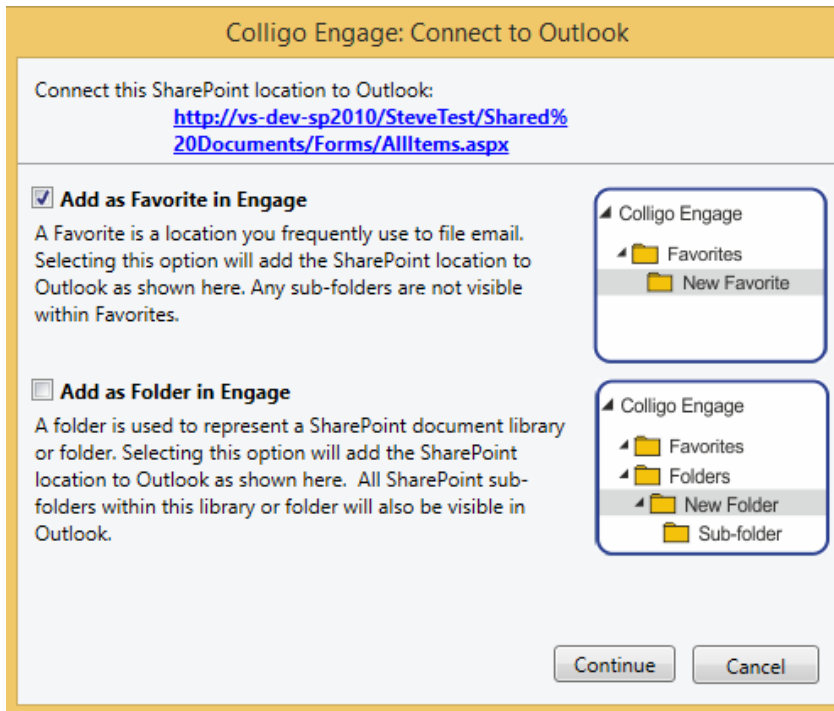 Colligo Engage: Connect to Outlook
Connect this SharePoint location to Outlook:
http://vs-dev-sp2010/SteveTest/Shared%
20Documents/Forms/AllItems.aspx
Add as Favorite in Engage
A Favorite is a location you frequently use to file email.
Selecting this option will add the SharePoint location to
Outlook as shown here. Any sub-folders are not visible
within Favorites.
Colligo Engage
Favorites
New Favorite
Add as Folder in Engage
A folder is used to represent a SharePoint document library
or folder. Selecting this option will add the SharePoint
location to Outlook as shown here.  All SharePoint sub-
folders within this library or folder will also be visible in
Outlook.
Colligo Engage
Favorites
Folders
New Folder
Sub-folder
Continue
Cancel